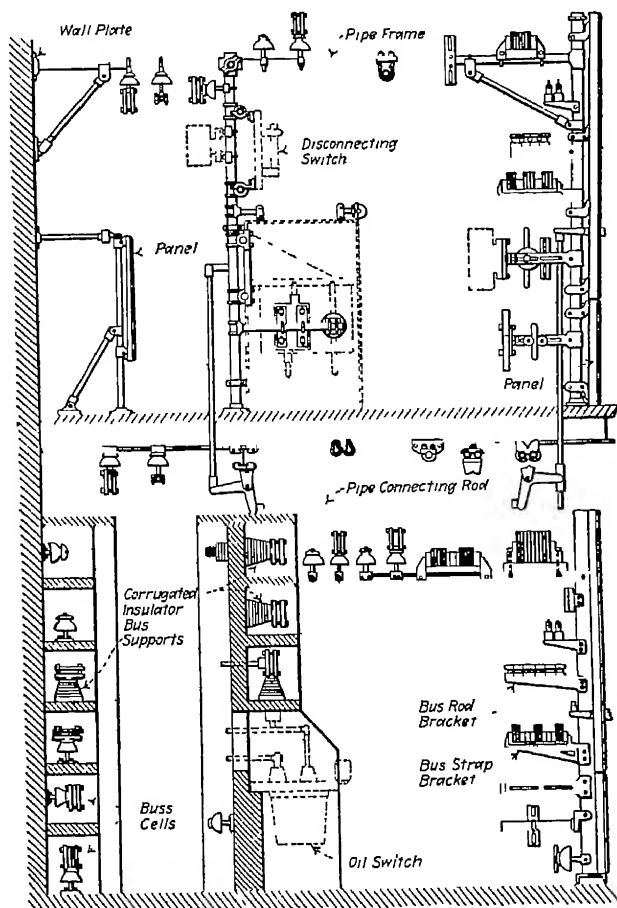 Wall Plate
Pipe Frame
Disconnecting
Switch
Panel
Panel
Pipe Connecting Rod
Corrugated
Insulator
Bus
Supports
Bus Rod
Bracket
Bus Strap
Bracket
Buss
Cells
Oil Switch